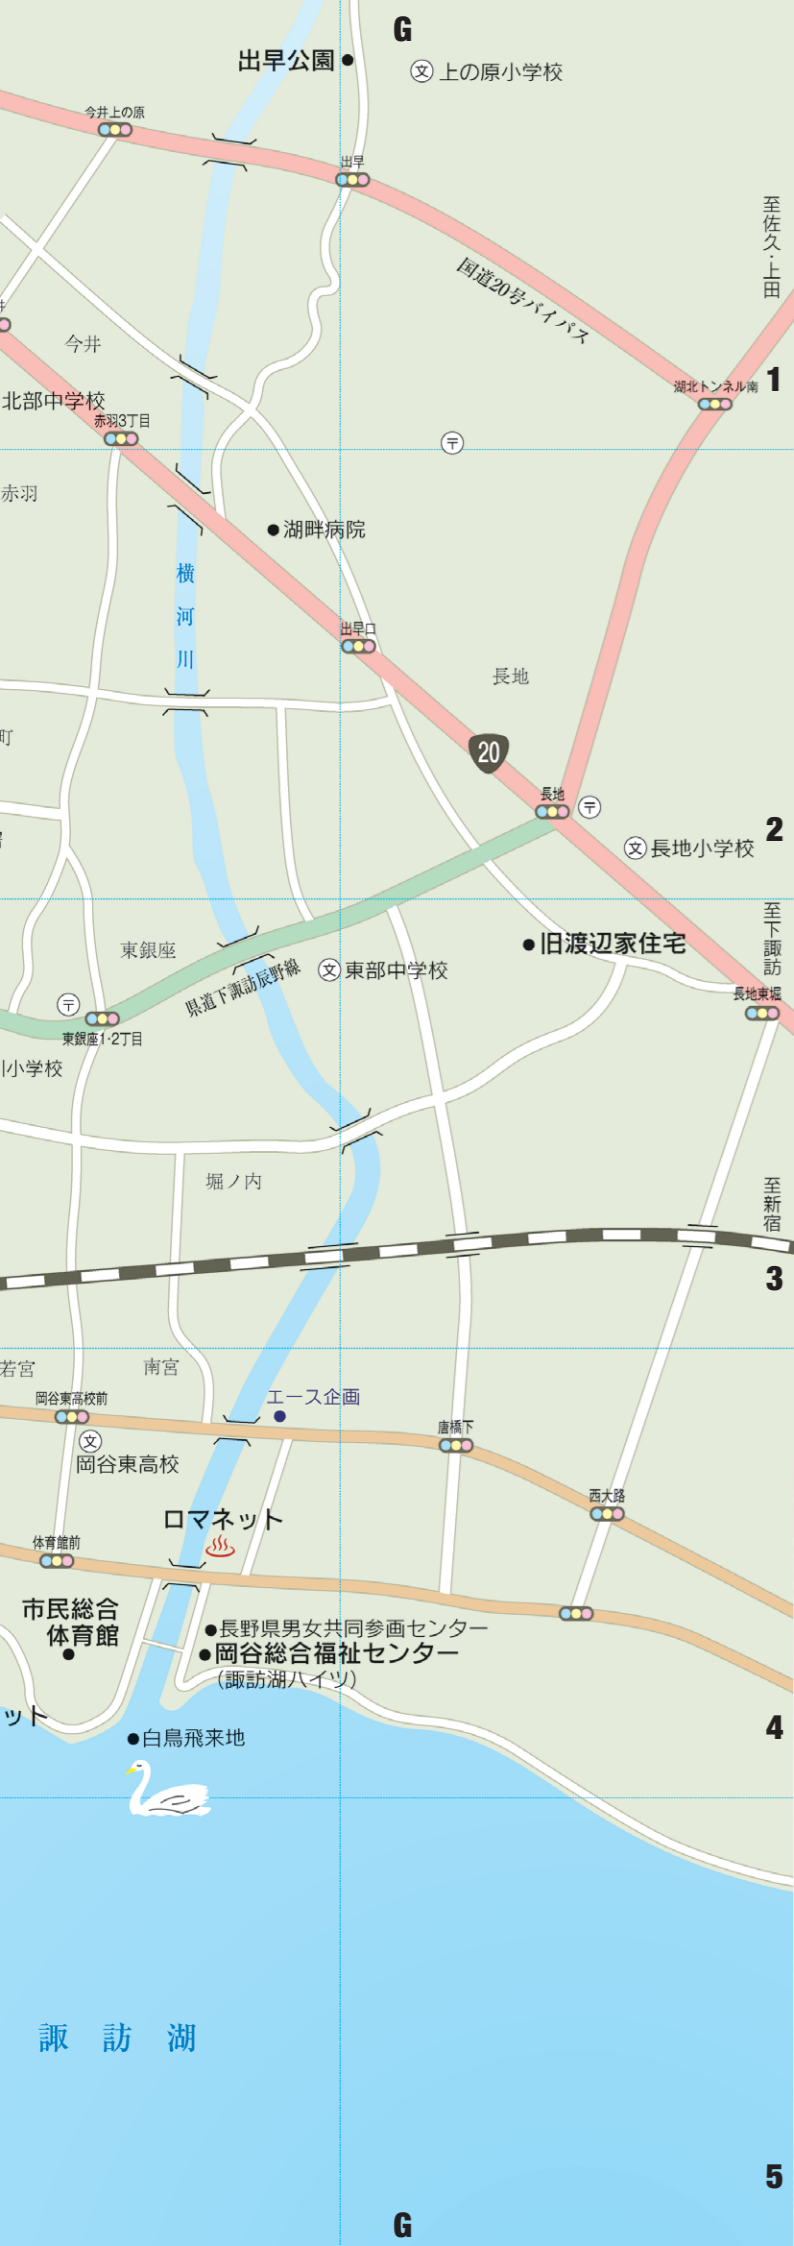 G
出早公園
文 上の原小学校
今井上の原
出早
至佐久・上田
国道20号バイパス
今井
湖北トンネル南
1
北部中学校
赤羽3丁目
〒
赤羽
湖畔病院
横河川
出早口
長地
町
20
長地
〒
2
文 長地小学校
至下諏訪
東銀座
旧渡辺家住宅
文 東部中学校
県道下諏訪辰野線
長地東堀
〒
東銀座1・2丁目
小学校
堀ノ内
至新宿
3
若宮
南宮
エース企画
岡谷東高校前
唐橋下
文
岡谷東高校
西大路
ロマネット
体育館前
市民総合
体育館
長野県男女共同参画センター
岡谷総合福祉センター
（諏訪湖ハイツ）
ット
白鳥飛来地
4
諏訪湖
5
G